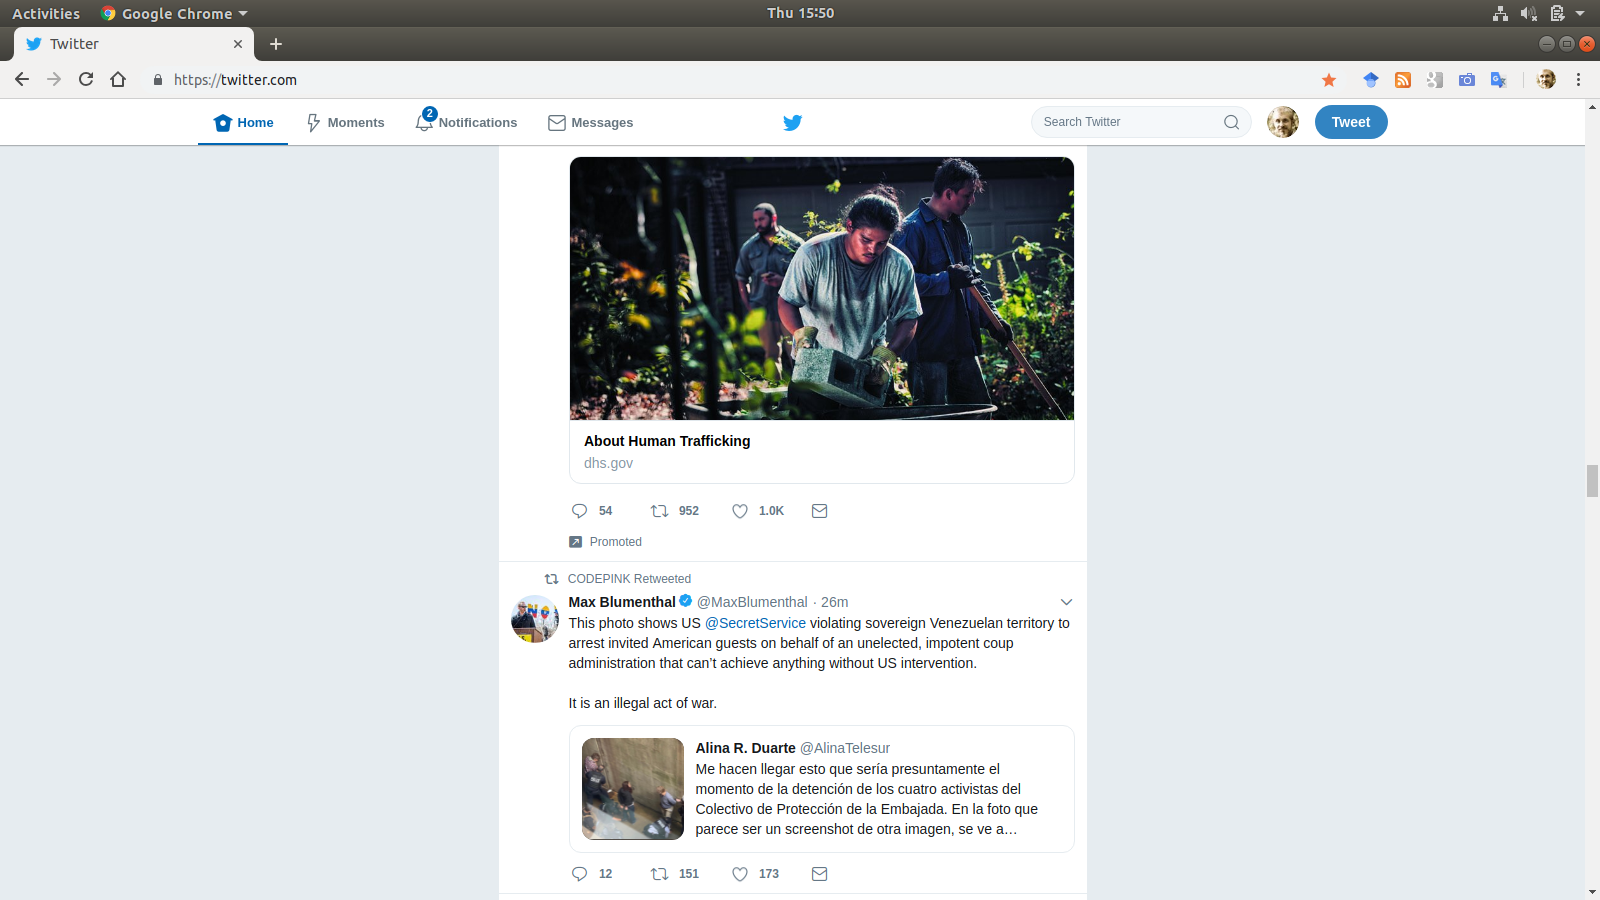 Activities
Google Chrome
Thu 15:50
Twitter
https://twitter.com
Home
Moments
2
Notifications
Messages
Search Twitter
Tweet
About Human Trafficking
dhs.gov
54
952
1.0K
Promoted
CODEPINK Retweeted
Max Blumenthal @MaxBlumenthal · 26m
This photo shows US @SecretService violating sovereign Venezuelan territory to
arrest invited American guests on behalf of an unelected, impotent coup
administration that can’t achieve anything without US intervention.
It is an illegal act of war.
Alina R. Duarte @AlinaTelesur
Me hacen llegar esto que sería presuntamente el
momento de la detención de los cuatro activistas del
Colectivo de Protección de la Embajada. En la foto que
parece ser un screenshot de otra imagen, se ve a…
12
151
173